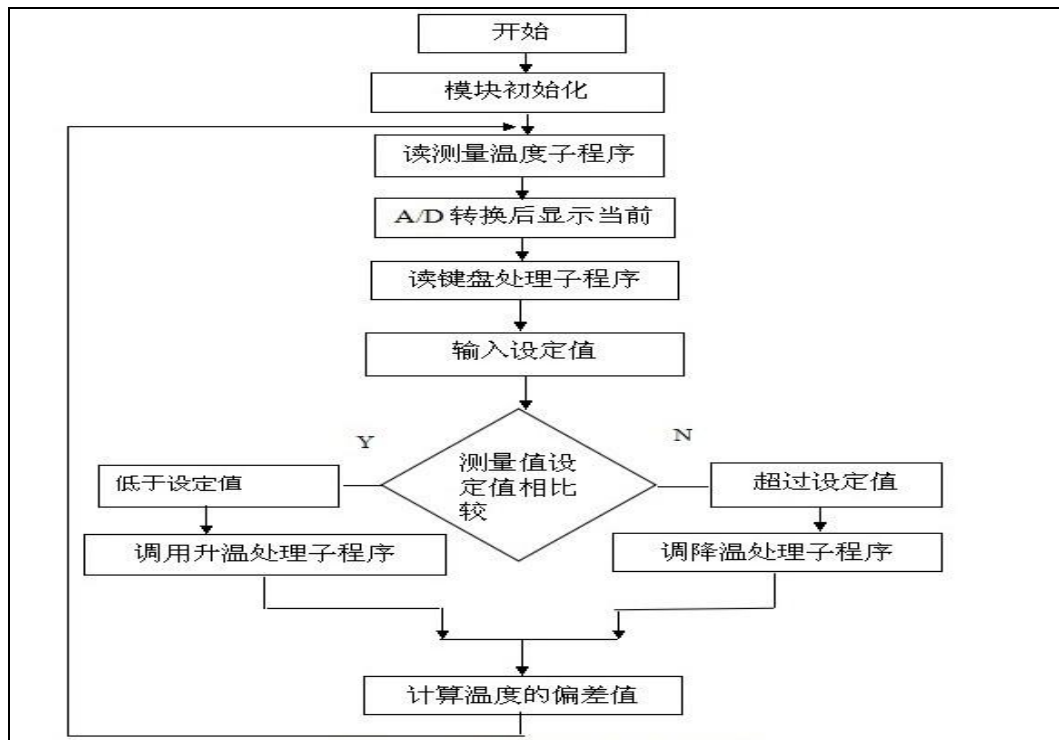 开始
模块初始化
读测量温度子程序
A/D 转换后显示当前
读键盘处理子程序
输入设定值
Y
N
测量值设
定值相比
较
低于设定值
超过设定值
调用升温处理子程序
调降温处理子程序
计算温度的偏差值